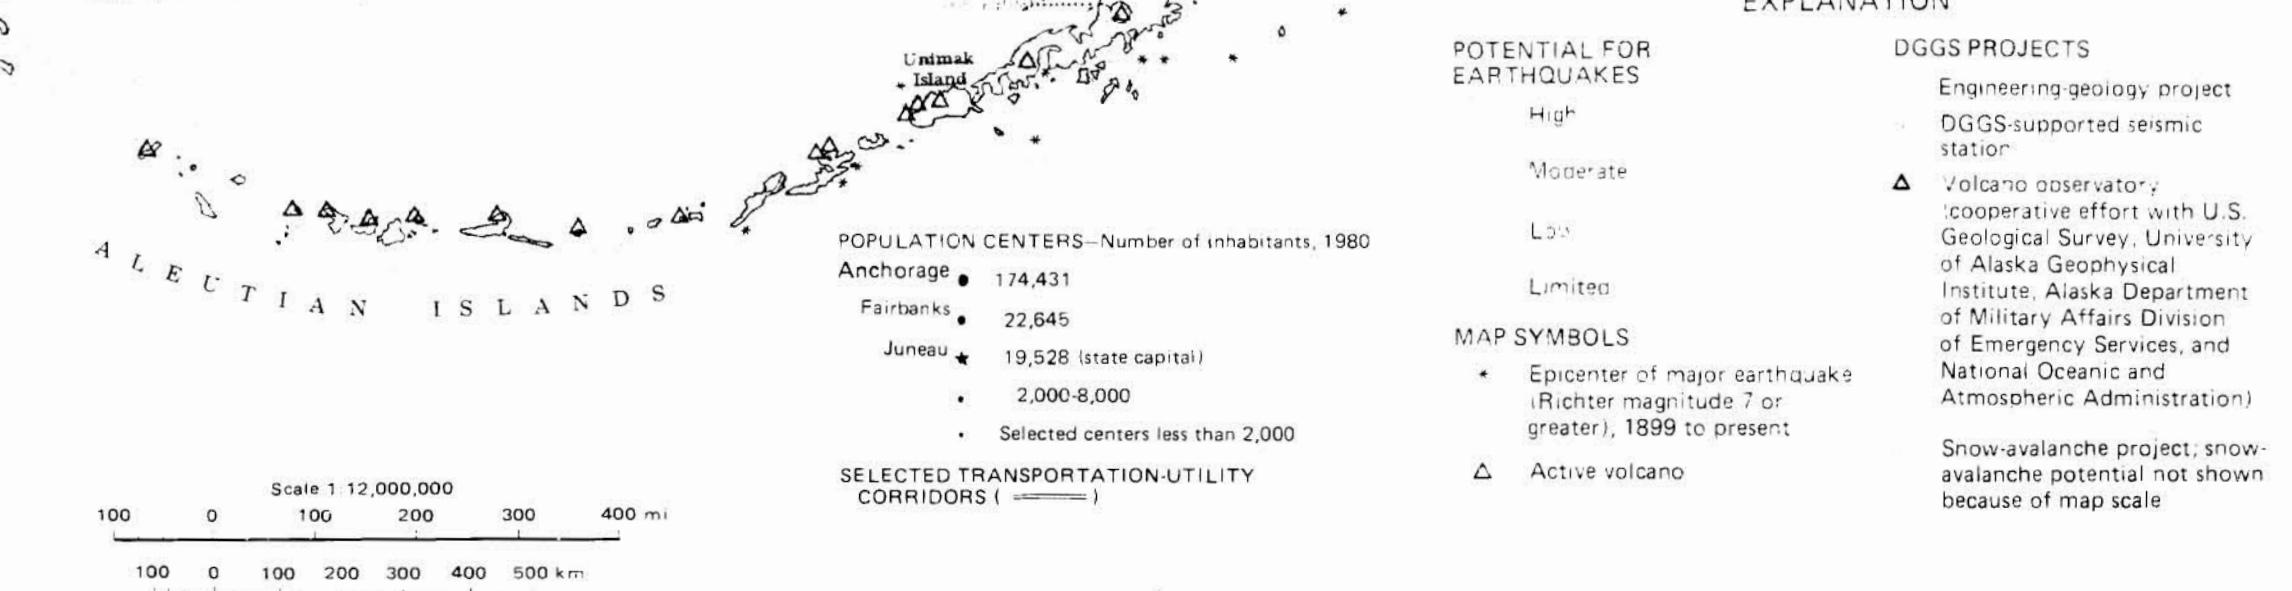 EXPLANATION
Unimak
Island
ALEUTIAN ISLANDS
POPULATION CENTERS—Number of inhabitants, 1980
Anchorage 174,431
Fairbanks 22,645
Juneau 19,528 (state capital)
2,000-8,000
Selected centers less than 2,000
SELECTED TRANSPORTATION-UTILITY
CORRIDORS ( )
Scale 1:12,000,000
100 0 100 200 300 400 mi
100 0 100 200 300 400 500 km
POTENTIAL FOR
EARTHQUAKES
High
Moderate
Low
Limited
MAP SYMBOLS
* Epicenter of major earthquake
(Richter magnitude 7 or
greater), 1899 to present
△ Active volcano
DGGS PROJECTS
Engineering-geology project
DGGS-supported seismic
station
△ Volcano observatory
(cooperative effort with U.S.
Geological Survey, University
of Alaska Geophysical
Institute, Alaska Department
of Military Affairs Division
of Emergency Services, and
National Oceanic and
Atmospheric Administration)
Snow-avalanche project; snow-
avalanche potential not shown
because of map scale